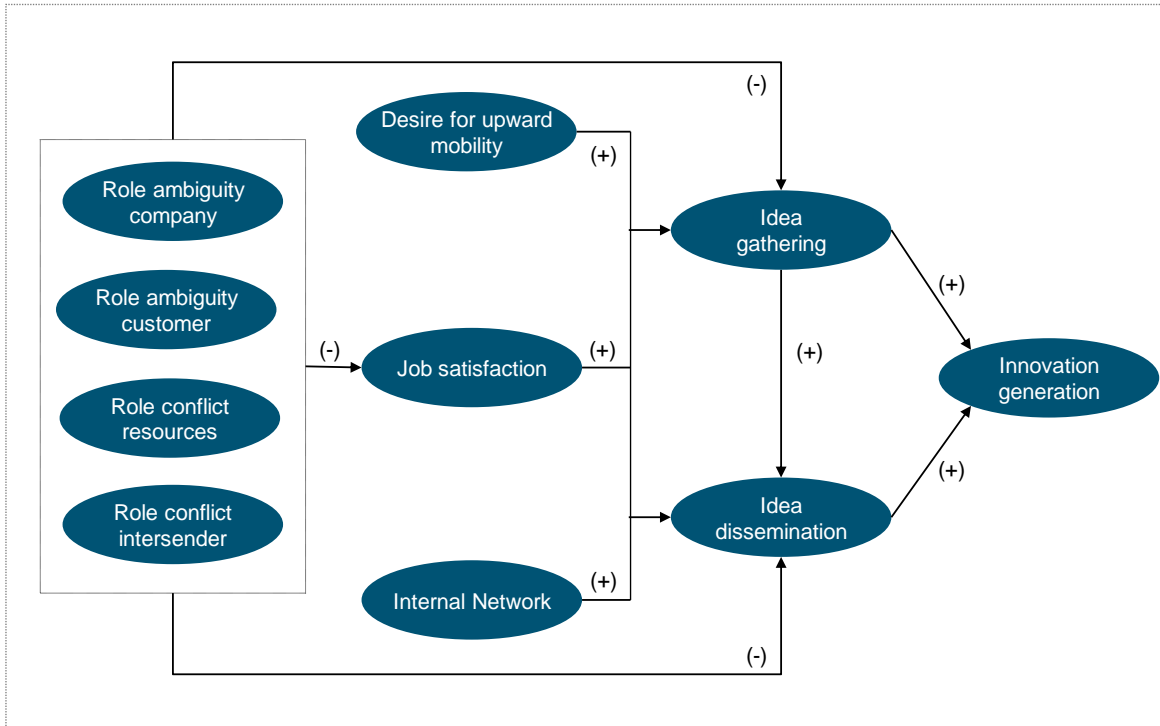 (-)
Desire for upward
mobility
(+)
Role ambiguity
company
Idea
gathering
Role ambiguity
customer
(+)
(-)
Job satisfaction
(+)
(+)
Innovation
generation
Role conflict
resources
(+)
Role conflict
intersender
Idea
dissemination
Internal Network
(+)
(-)